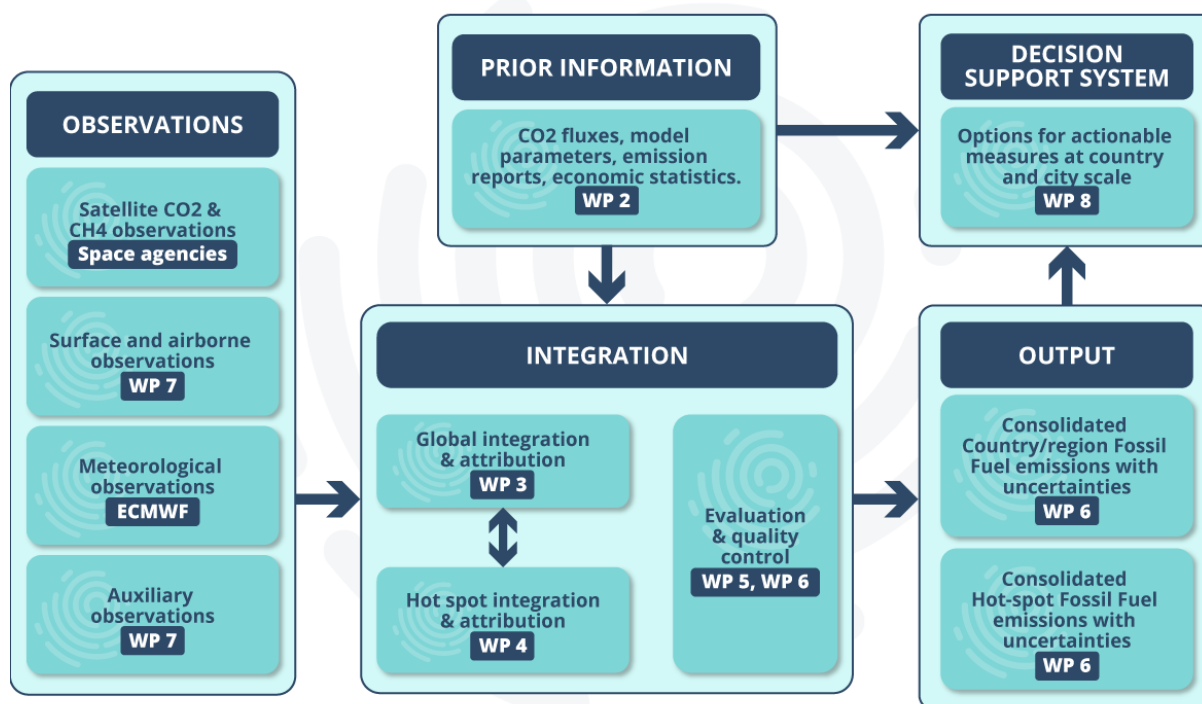 OBSERVATIONS
Satellite CO2 &
CH4 observations
Space agencies
Surface and airborne
observations
WP 7
Meteorological
observations
ECMWF
Auxiliary
observations
WP 7
PRIOR INFORMATION
CO2 fluxes, model
parameters, emission
reports, economic statistics.
WP 2
INTEGRATION
Global integration
& attribution
WP 3
Hot spot integration
& attribution
WP 4
Evaluation
& quality
control
WP 5, WP 6
DECISION
SUPPORT SYSTEM
Options for actionable
measures at country
and city scale
WP 8
OUTPUT
Consolidated
Country/region Fossil
Fuel emissions with
uncertainties
WP 6
Consolidated
Hot-spot Fossil Fuel
emissions with
uncertainties
WP 6